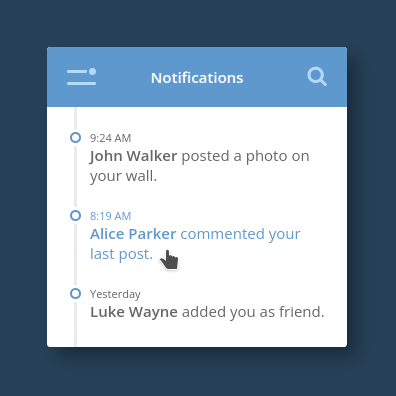 Notifications
9:24 AM
John Walker posted a photo on
your wall.
8:19 AM
Alice Parker commented your
last post.
Yesterday
Luke Wayne added you as friend.